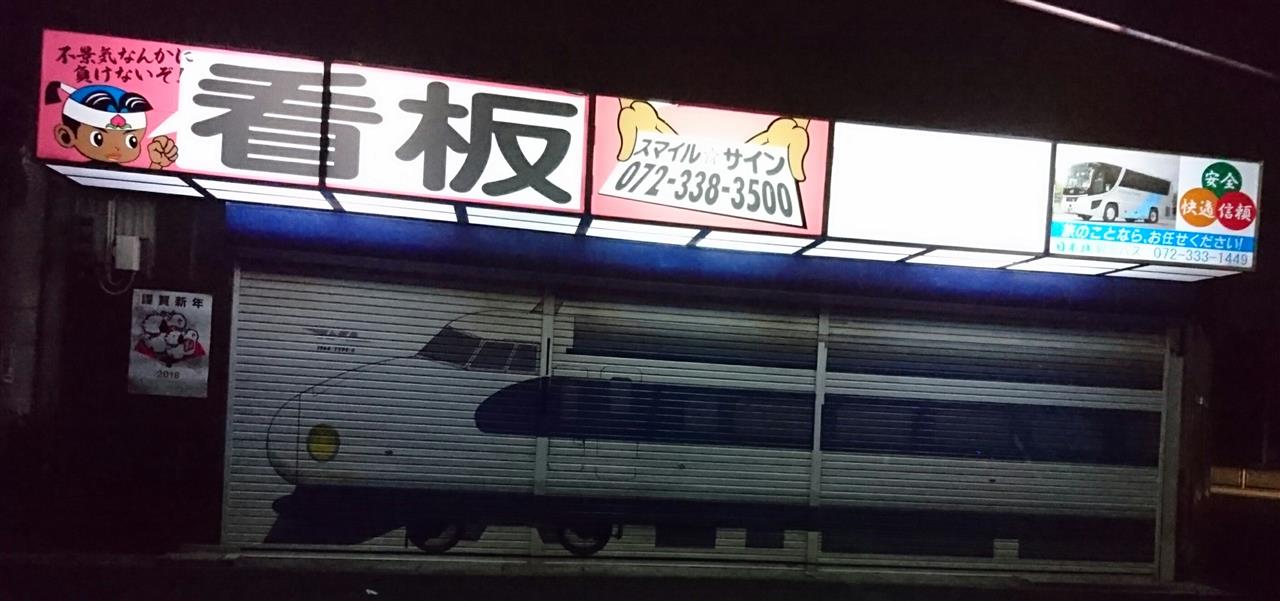 不景気なんかに
負けないぞ!
看板
スマイル☆サイン
072-338-3500
安全
快適 信頼
旅のことなら、お任せください!
072-333-1449
謹賀新年
2016